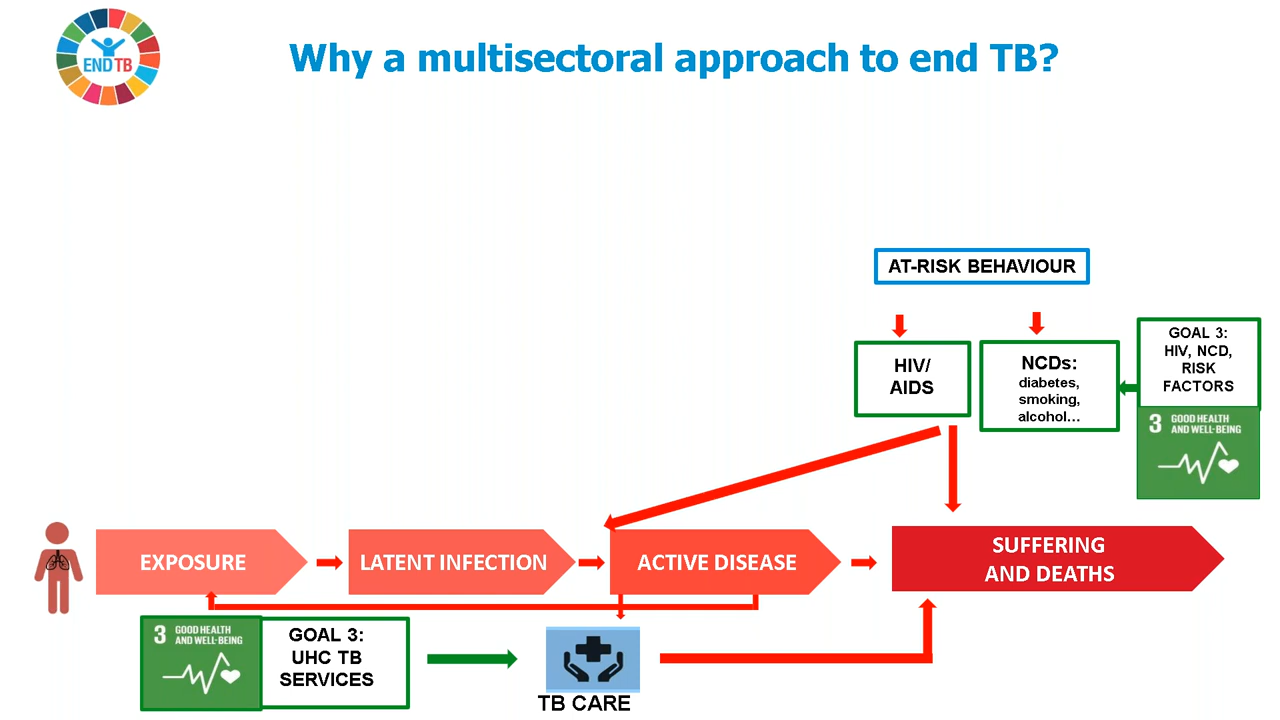 END TB
Why a multisectoral approach to end TB?
AT-RISK BEHAVIOUR
HIV/
AIDS
NCDs:
diabetes,
smoking,
alcohol...
GOAL 3:
HIV, NCD,
RISK
FACTORS
3 GOOD HEALTH
AND WELL-BEING
EXPOSURE
LATENT INFECTION
ACTIVE DISEASE
SUFFERING
AND DEATHS
3 GOOD HEALTH
AND WELL-BEING
GOAL 3:
UHC TB
SERVICES
TB CARE